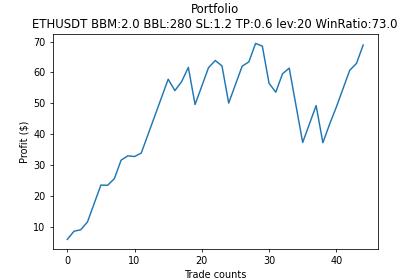 Portfolio
ETHUSDT BBM:2.0 BBL:280 SL:1.2 TP:0.6 lev:20 WinRatio:73.0
70
60
50
40
30
20
10
Profit ($)
0 10 20 30 40
Trade counts